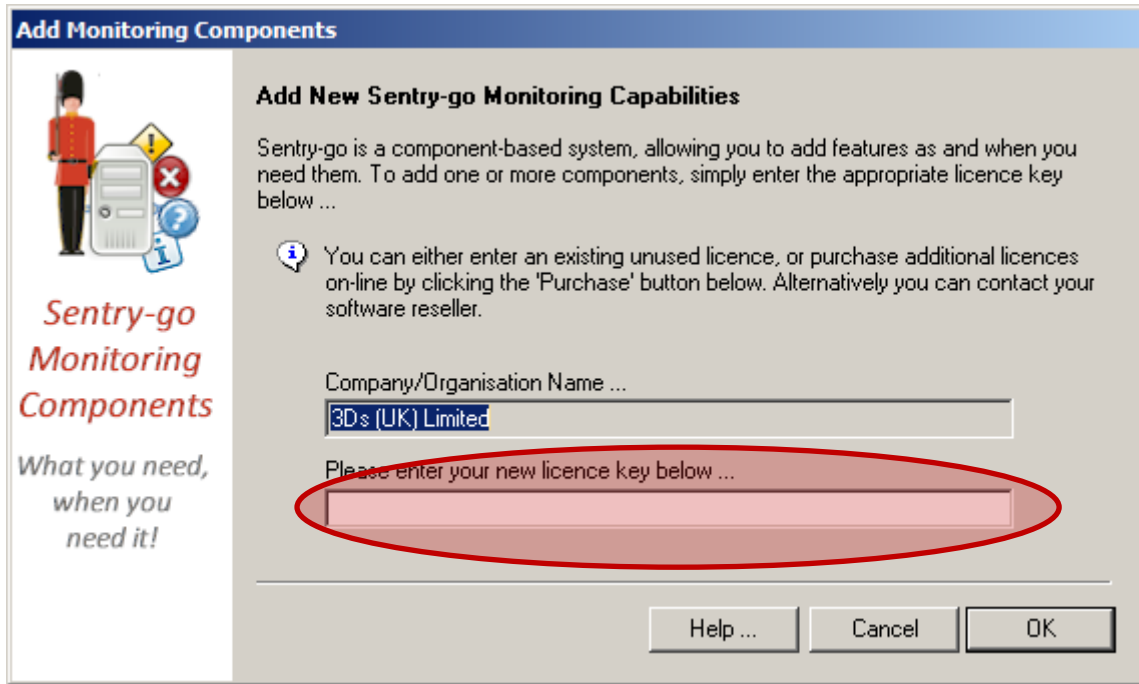 Add Monitoring Components
Sentry-go
Monitoring
Components
What you need,
when you
need it!
Add New Sentry-go Monitoring Capabilities
Sentry-go is a component-based system, allowing you to add features as and when you
need them. To add one or more components, simply enter the appropriate licence key
below ...
You can either enter an existing unused licence, or purchase additional licences
on-line by clicking the 'Purchase' button below. Alternatively you can contact your
software reseller.
Company/Organisation Name ...
3Ds (UK) Limited
Please enter your new licence key below ...
Help ...
Cancel
OK